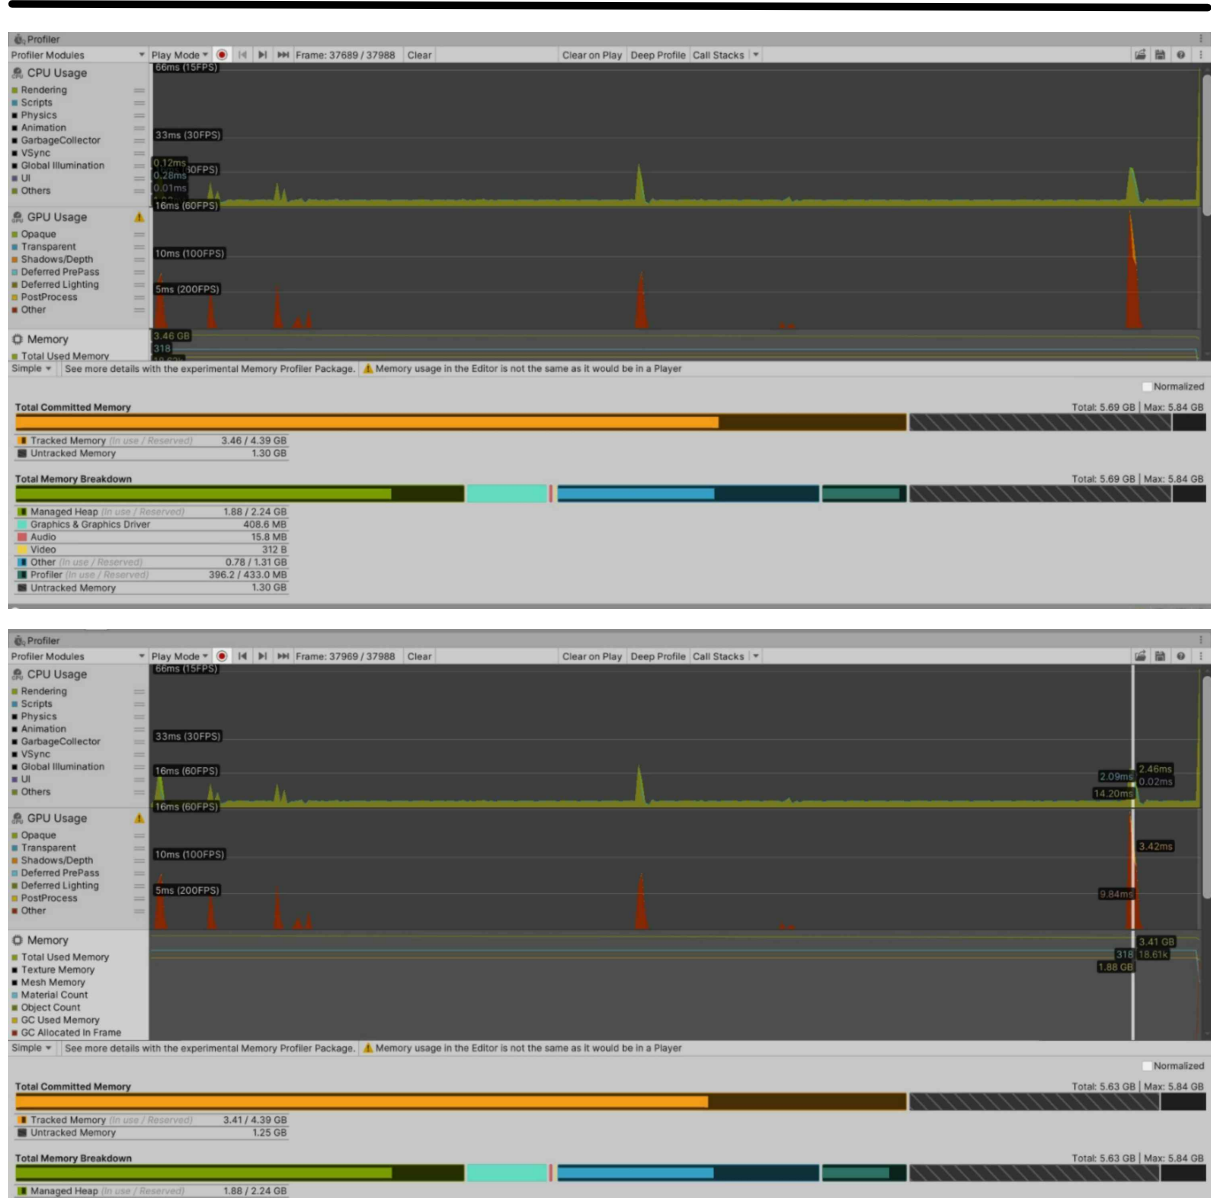 Profiler
Profiler Modules Play Mode Frame: 37689 / 37988 Clear Clear on Play Deep Profile Call Stacks
CPU Usage
66ms (15FPS)
Rendering
Scripts
Physics
Animation
33ms (30FPS)
GarbageCollector
VSync
Global Illumination
0.12ms
UI
0.28ms
Others
0.01ms
16ms (60FPS)
GPU Usage
Opaque
Transparent
10ms (100FPS)
Shadows/Depth
Deferred PrePass
Deferred Lighting
5ms (200FPS)
PostProcess
Other
Memory
3.46 GB
318
Total Used Memory
Simple See more details with the experimental Memory Profiler Package. Memory usage in the Editor is not the same as it would be in a Player
Normalized
Total Committed Memory Total: 5.69 GB | Max: 5.84 GB
Tracked Memory (In use / Reserved) 3.46 / 4.39 GB
Untracked Memory 1.30 GB
Total Memory Breakdown Total: 5.69 GB | Max: 5.84 GB
Managed Heap (In use / Reserved) 1.88 / 2.24 GB
Graphics & Graphics Driver 408.6 MB
Audio 15.8 MB
Video 312 B
Other (In use / Reserved) 0.78 / 1.31 GB
Profiler (In use / Reserved) 396.2 / 433.0 MB
Untracked Memory 1.30 GB
Profiler
Profiler Modules Play Mode Frame: 37969 / 37988 Clear Clear on Play Deep Profile Call Stacks
CPU Usage
66ms (15FPS)
Rendering
Scripts
Physics
Animation
33ms (30FPS)
GarbageCollector
VSync
Global Illumination
16ms (60FPS) 2.46ms
UI
2.09ms 0.02ms
Others
14.20ms
16ms (60FPS)
GPU Usage
Opaque
Transparent
3.42ms
10ms (100FPS)
Shadows/Depth
Deferred PrePass
Deferred Lighting
5ms (200FPS) 9.84ms
PostProcess
Other
Memory
3.41 GB
Total Used Memory
318 18.61k
Texture Memory
1.88 GB
Mesh Memory
Material Count
Object Count
GC Used Memory
GC Allocated In Frame
Simple See more details with the experimental Memory Profiler Package. Memory usage in the Editor is not the same as it would be in a Player
Normalized
Total Committed Memory Total: 5.63 GB | Max: 5.84 GB
Tracked Memory (In use / Reserved) 3.41 / 4.39 GB
Untracked Memory 1.25 GB
Total Memory Breakdown Total: 5.63 GB | Max: 5.84 GB
Managed Heap (In use / Reserved) 1.88 / 2.24 GB